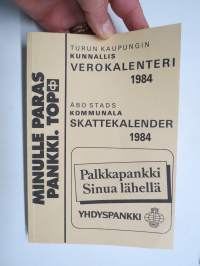 TURUN KAUPUNGIN
KUNNALLIS
VEROKALENTERI
1984
ÅBO STADS
KOMMUNALA
SKATTEKALENDER
1984
MINULLE PARAS
PANKKI. TOP
Palkkapankki
Sinua lähellä
YHDYSPANKKI